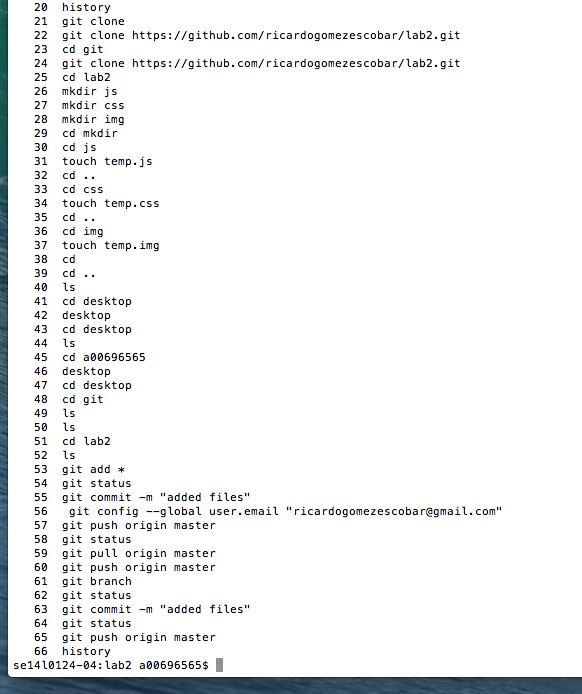 20 history
21 git clone
22 git clone https://github.com/ricardogomezescobar/lab2.git
23 cd git
24 git clone https://github.com/ricardogomezescobar/lab2.git
25 cd lab2
26 mkdir js
27 mkdir css
28 mkdir img
29 cd mkdir
30 cd js
31 touch temp.js
32 cd ..
33 cd css
34 touch temp.css
35 cd ..
36 cd img
37 touch temp.img
38 cd
39 cd ..
40 ls
41 cd desktop
42 desktop
43 cd desktop
44 ls
45 cd a00696565
46 desktop
47 cd desktop
48 cd git
49 ls
50 ls
51 cd lab2
52 ls
53 git add *
54 git status
55 git commit -m "added files"
56 git config --global user.email "ricardogomezescobar@gmail.com"
57 git push origin master
58 git status
59 git pull origin master
60 git push origin master
61 git branch
62 git status
63 git commit -m "added files"
64 git status
65 git push origin master
66 history
se14l0124-04:lab2 a00696565$